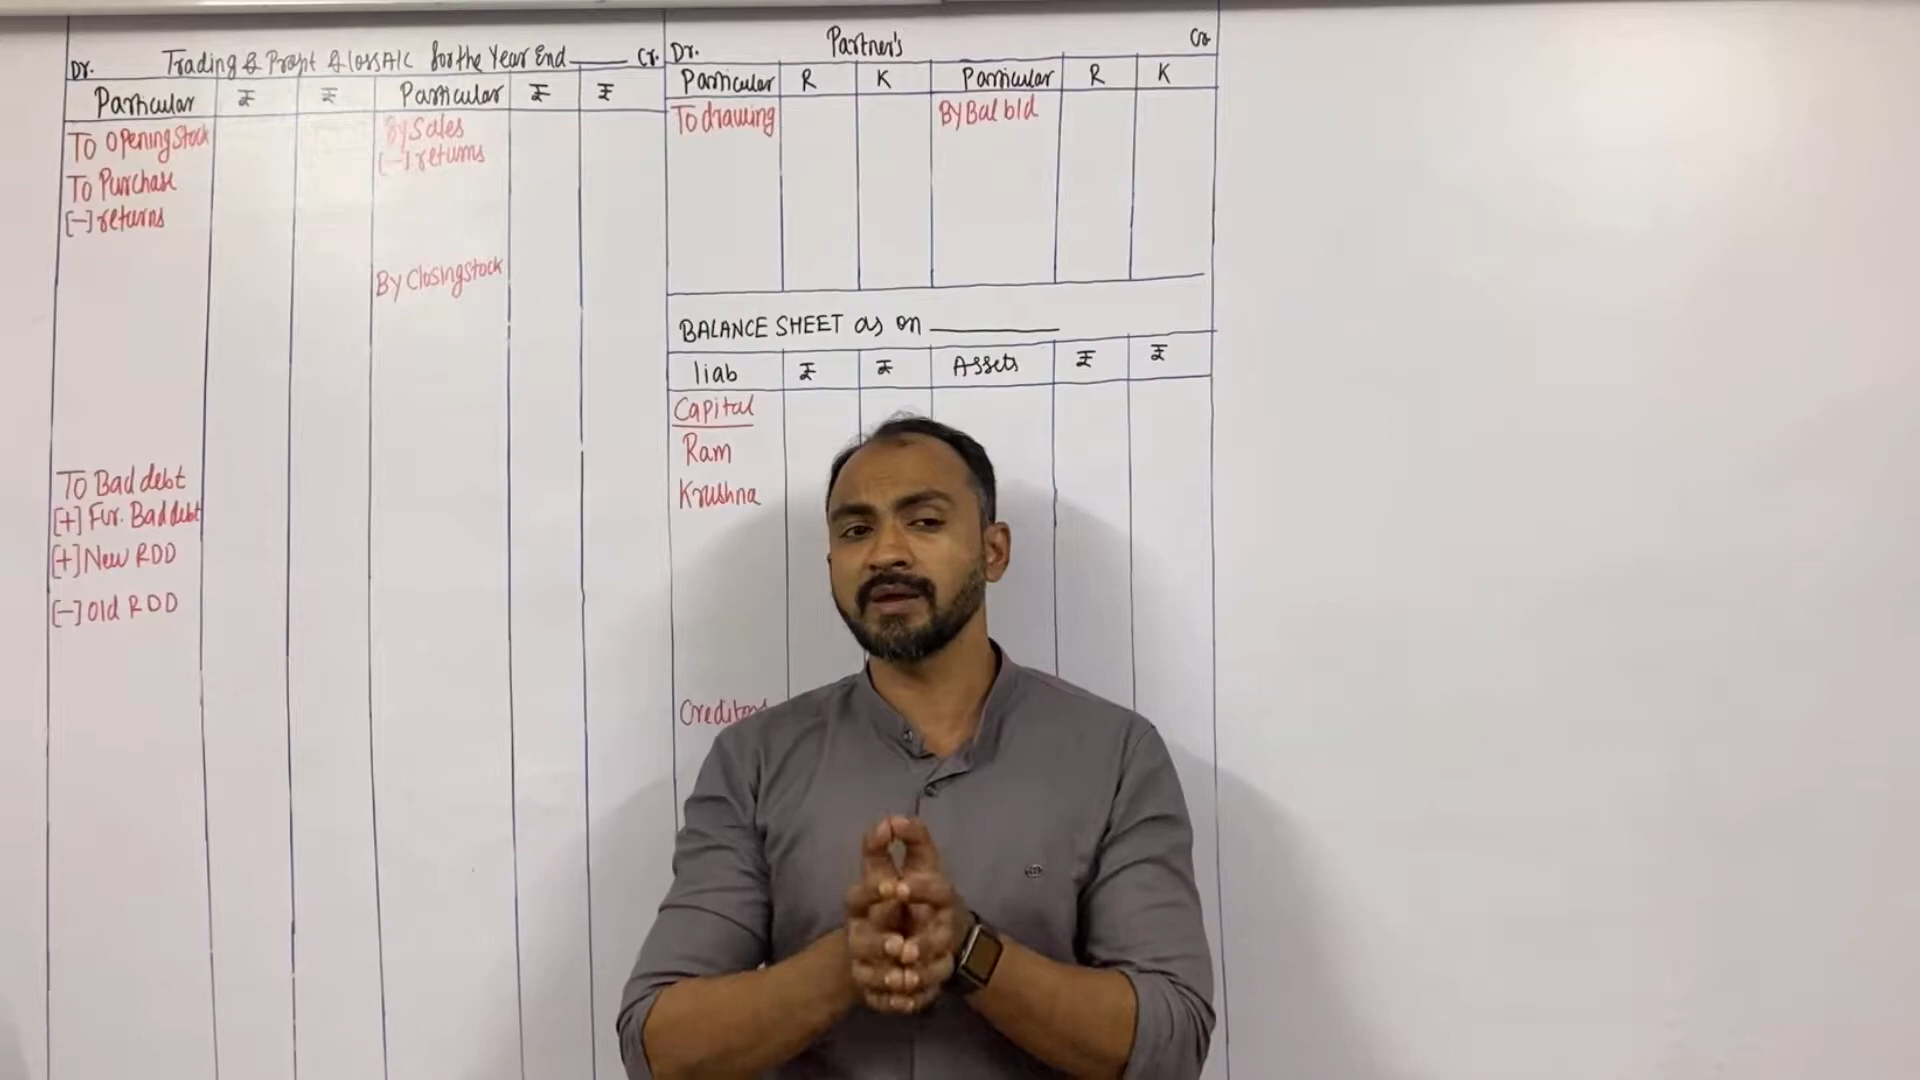 Dr. Trading & Profit & loss A/c for the Year End Cr.
Particular ₹ ₹ Particular ₹ ₹
To Opening Stock
To Purchase
[-] returns
To Bad debt
[+] Fur. Bad debt
[+] New RDD
[-] Old RDD
By Sales
[-] returns
By Closing stock
Dr. Partner's Cr
Particular R K Particular R K
To drawing By Bal b/d
BALANCE SHEET as on
liab ₹ ₹ Assets ₹ ₹
Capital
Ram
Krushna
Creditors